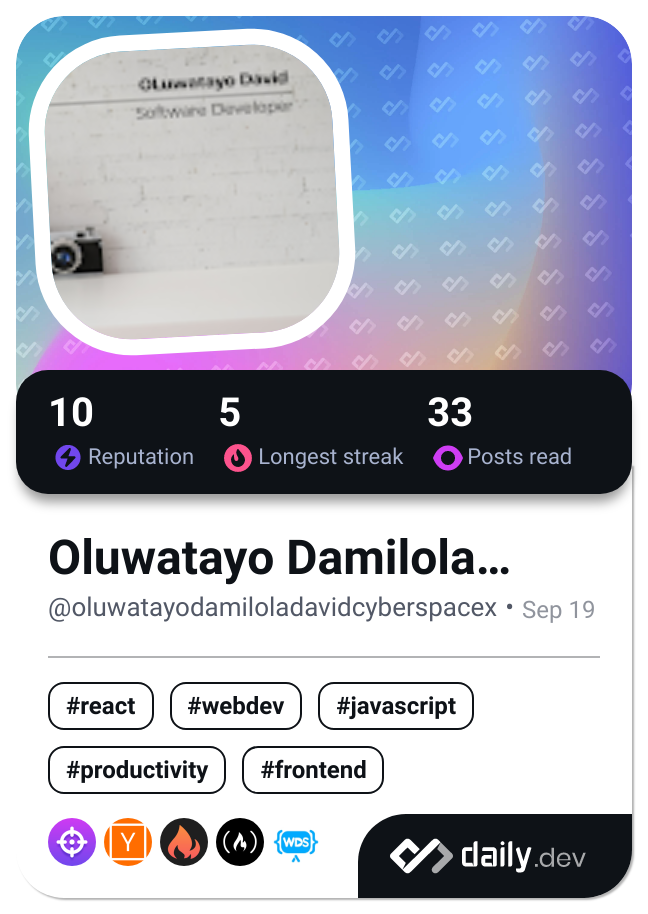 OLuwatayo David
Software Developer
10 5 33
Reputation Longest streak Posts read
Oluwatayo Damilola...
@oluwatayodamiloladavidcyberspacex • Sep 19
#react #webdev #javascript
#productivity #frontend
Y WDS daily.dev